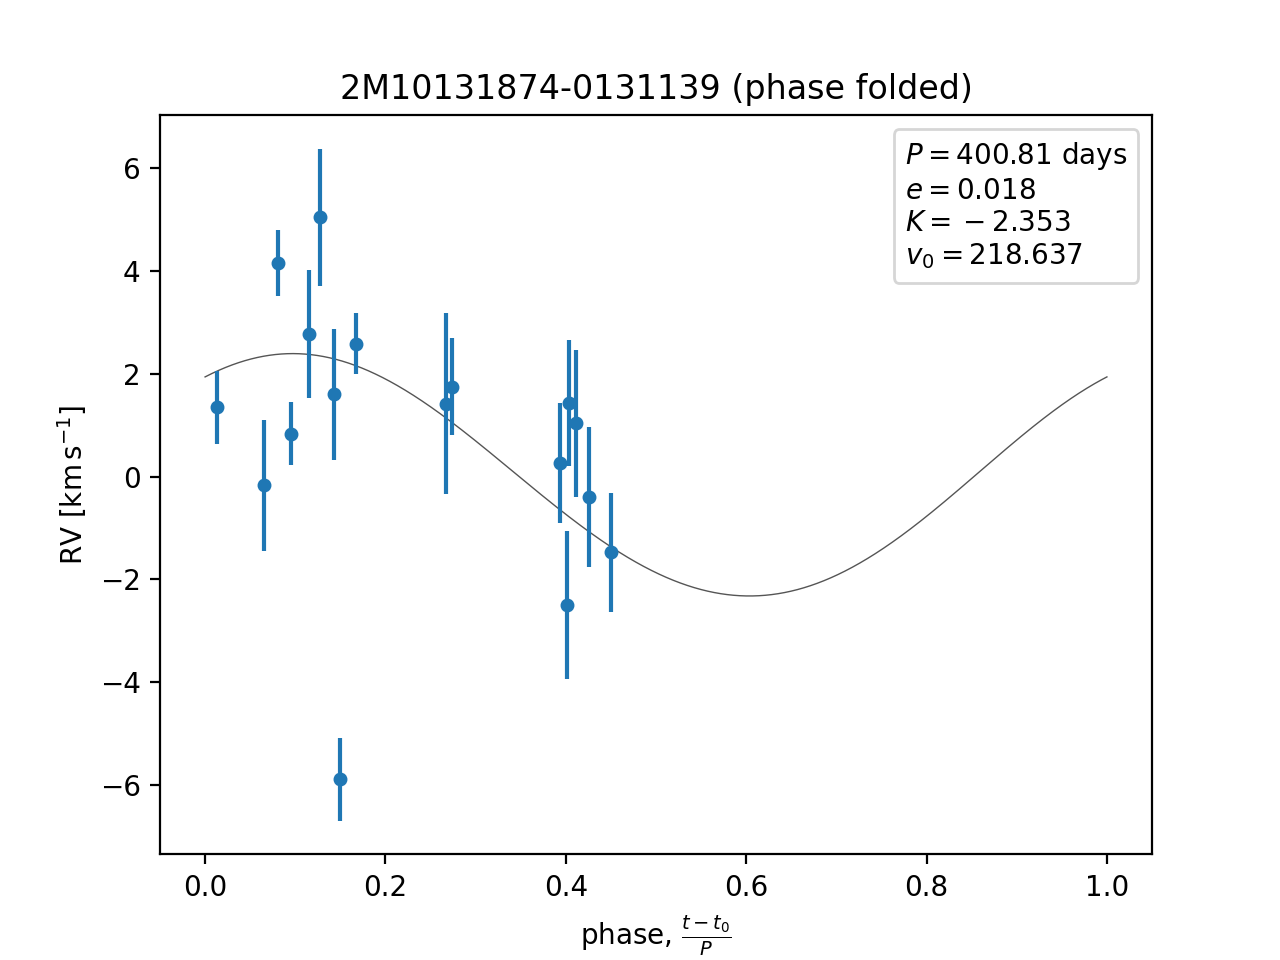 2M10131874-0131139 (phase folded)
P = 400.81 days
e = 0.018
K = −2.353
v₀ = 218.637
RV [km s⁻¹]
6
4
2
0
−2
−4
−6
0.0 0.2 0.4 0.6 0.8 1.0
phase, (t − t₀)/P